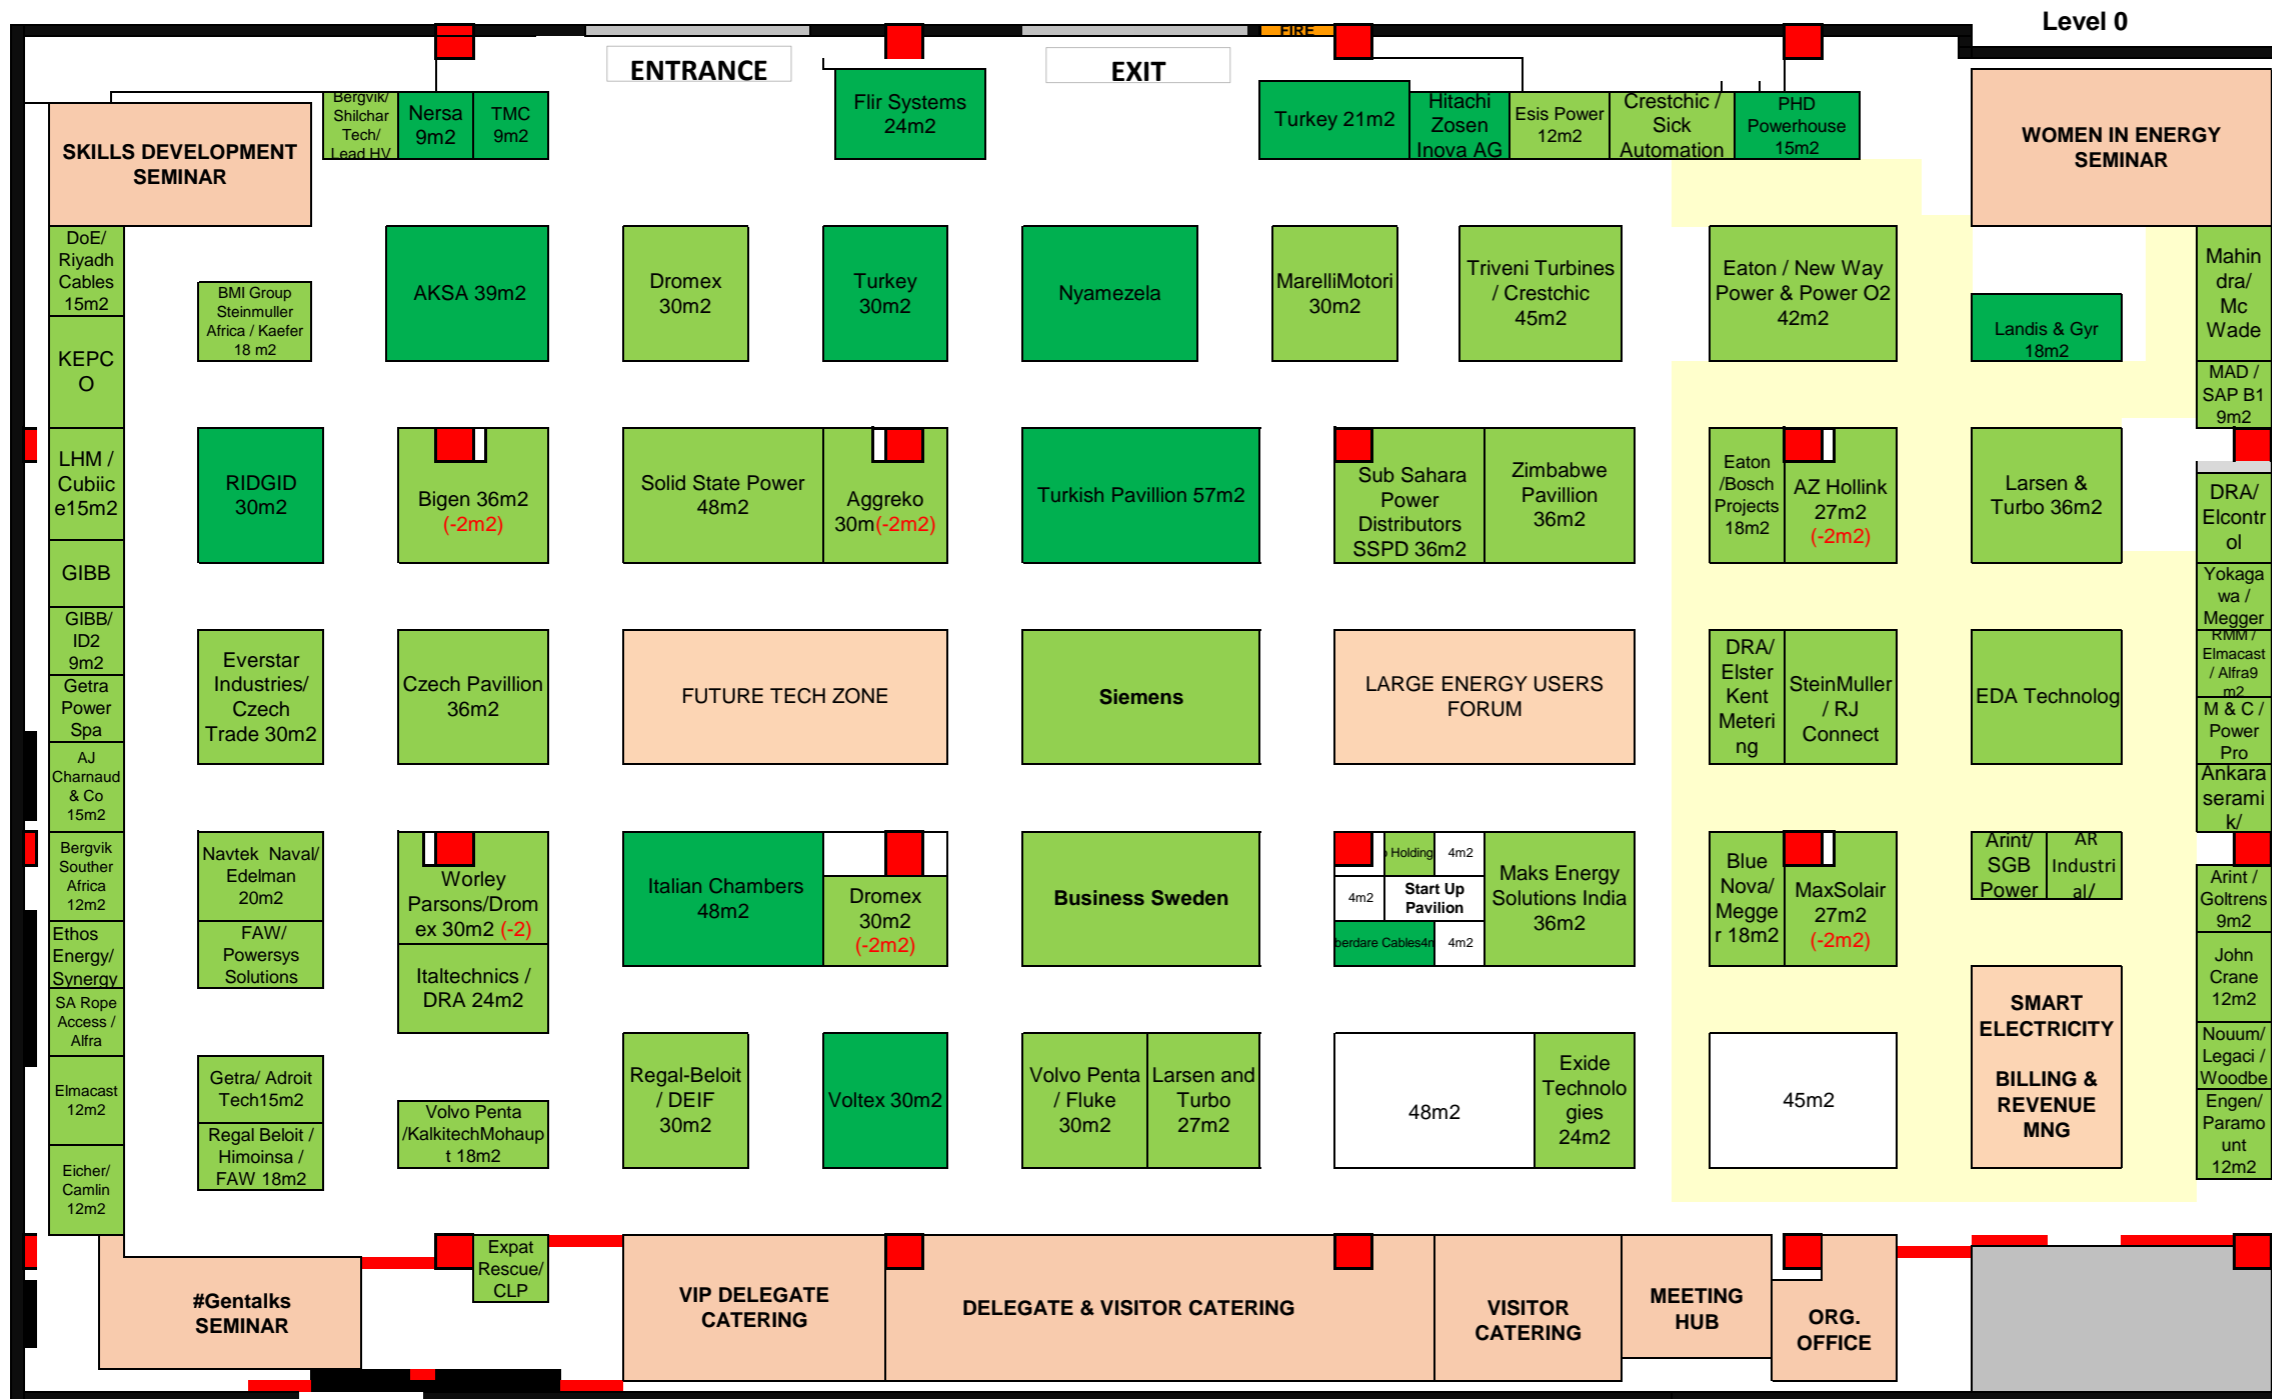 Level 0
FIRE
ENTRANCE
EXIT
SKILLS DEVELOPMENT
SEMINAR
Bergvik/
Shilchar
Tech/
Lead HV
Nersa
9m2
TMC
9m2
Flir Systems
24m2
Turkey 21m2
Hitachi
Zosen
Inova AG
Esis Power
12m2
Crestchic /
Sick
Automation
PHD
Powerhouse
15m2
WOMEN IN ENERGY
SEMINAR
DoE/
Riyadh
Cables
15m2
BMI Group
Steinmuller
Africa / Kaefer
18 m2
AKSA 39m2
Dromex
30m2
Turkey
30m2
Nyamezela
MarelliMotori
30m2
Triveni Turbines
/ Crestchic
45m2
Eaton / New Way
Power & Power O2
42m2
Landis & Gyr
18m2
Mahin
dra/
Mc
Wade
KEPC
O
MAD /
SAP B1
9m2
LHM /
Cubiic
e15m2
RIDGID
30m2
Bigen 36m2
(-2m2)
Solid State Power
48m2
Aggreko
30m(-2m2)
Turkish Pavillion 57m2
Sub Sahara
Power
Distributors
SSPD 36m2
Zimbabwe
Pavillion
36m2
Eaton
/Bosch
Projects
18m2
AZ Hollink
27m2
(-2m2)
Larsen &
Turbo 36m2
DRA/
Elcontr
ol
GIBB
Yokaga
wa /
Megger
GIBB/
ID2
9m2
Everstar
Industries/
Czech
Trade 30m2
Czech Pavillion
36m2
FUTURE TECH ZONE
Siemens
LARGE ENERGY USERS
FORUM
DRA/
Elster
Kent
Meteri
ng
SteinMuller
/ RJ
Connect
EDA Technolog
RMM /
Elmacast
/ Alfra9
m2
Getra
Power
Spa
M & C /
Power
Pro
AJ
Charnaud
& Co
15m2
Ankara
serami
k/
Bergvik
Souther
Africa
12m2
Navtek Naval/
Edelman
20m2
Worley
Parsons/Drom
ex 30m2 (-2)
Italian Chambers
48m2
Dromex
30m2
(-2m2)
Business Sweden
Holding
4m2
4m2
Start Up
Pavilion
berdare Cables4m
4m2
Maks Energy
Solutions India
36m2
Blue
Nova/
Megge
r 18m2
MaxSolair
27m2
(-2m2)
Arint/
SGB
Power
AR
Industri
al/
Arint /
Goltrens
9m2
Ethos
Energy/
Synergy
FAW/
Powersys
Solutions
Italtechnics /
DRA 24m2
John
Crane
12m2
SA Rope
Access /
Alfra
SMART
ELECTRICITY
BILLING &
REVENUE
MNG
Nouum/
Legaci /
Woodbe
Elmacast
12m2
Getra/ Adroit
Tech15m2
Volvo Penta
/KalkitechMohaup
t 18m2
Regal-Beloit
/ DEIF
30m2
Voltex 30m2
Volvo Penta
/ Fluke
30m2
Larsen and
Turbo
27m2
48m2
Exide
Technolo
gies
24m2
45m2
Engen/
Paramo
unt
12m2
Regal Beloit /
Himoinsa /
FAW 18m2
Eicher/
Camlin
12m2
#Gentalks
SEMINAR
Expat
Rescue/
CLP
VIP DELEGATE
CATERING
DELEGATE & VISITOR CATERING
VISITOR
CATERING
MEETING
HUB
ORG.
OFFICE